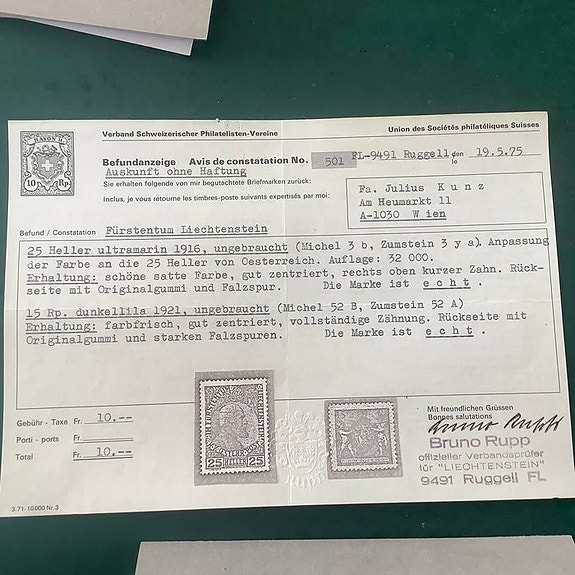 RAYON II.
10 Rp.
Verband Schweizerischer Philatelisten-Vereine
Union des Sociétés philatéliques Suisses
Befundanzeige Avis de constatation No. 501 FL-9491 Ruggell den 19.5.75
le
Auskunft ohne Haftung
Sie erhalten folgende von mir begutachtete Briefmarken zurück:
Inclus, je vous retourne les timbres-poste suivants expertisés par moi:
Fa. Julius Kunz
Am Heumarkt 11
A-1030 Wien
Befund / Constatation Fürstentum Liechtenstein
25 Heller ultramarin 1916, ungebraucht (Michel 3 b, Zumstein 3 y a). Anpassung
der Farbe an die 25 Heller von Oesterreich. Auflage: 32 000.
Erhaltung: schöne satte Farbe, gut zentriert, rechts oben kurzer Zahn. Rück-
seite mit Originalgummi und Falzspur. Die Marke ist e c h t .
15 Rp. dunkellila 1921, ungebraucht (Michel 52 B, Zumstein 52 A)
Erhaltung: farbfrisch, gut zentriert, vollständige Zähnung. Rückseite mit
Originalgummi und starken Falzspuren. Die Marke ist e c h t .
Gebühr - Taxe Fr. 10.--
Porti - ports Fr.
Total Fr. 10.--
25 HELLER 25
Mit freundlichen Grüssen
Bonnes salutations
Bruno Rupp
offizieller Verbandsprüfer
für "LIECHTENSTEIN"
9491 Ruggell FL
3.71-10000 Nr. 3